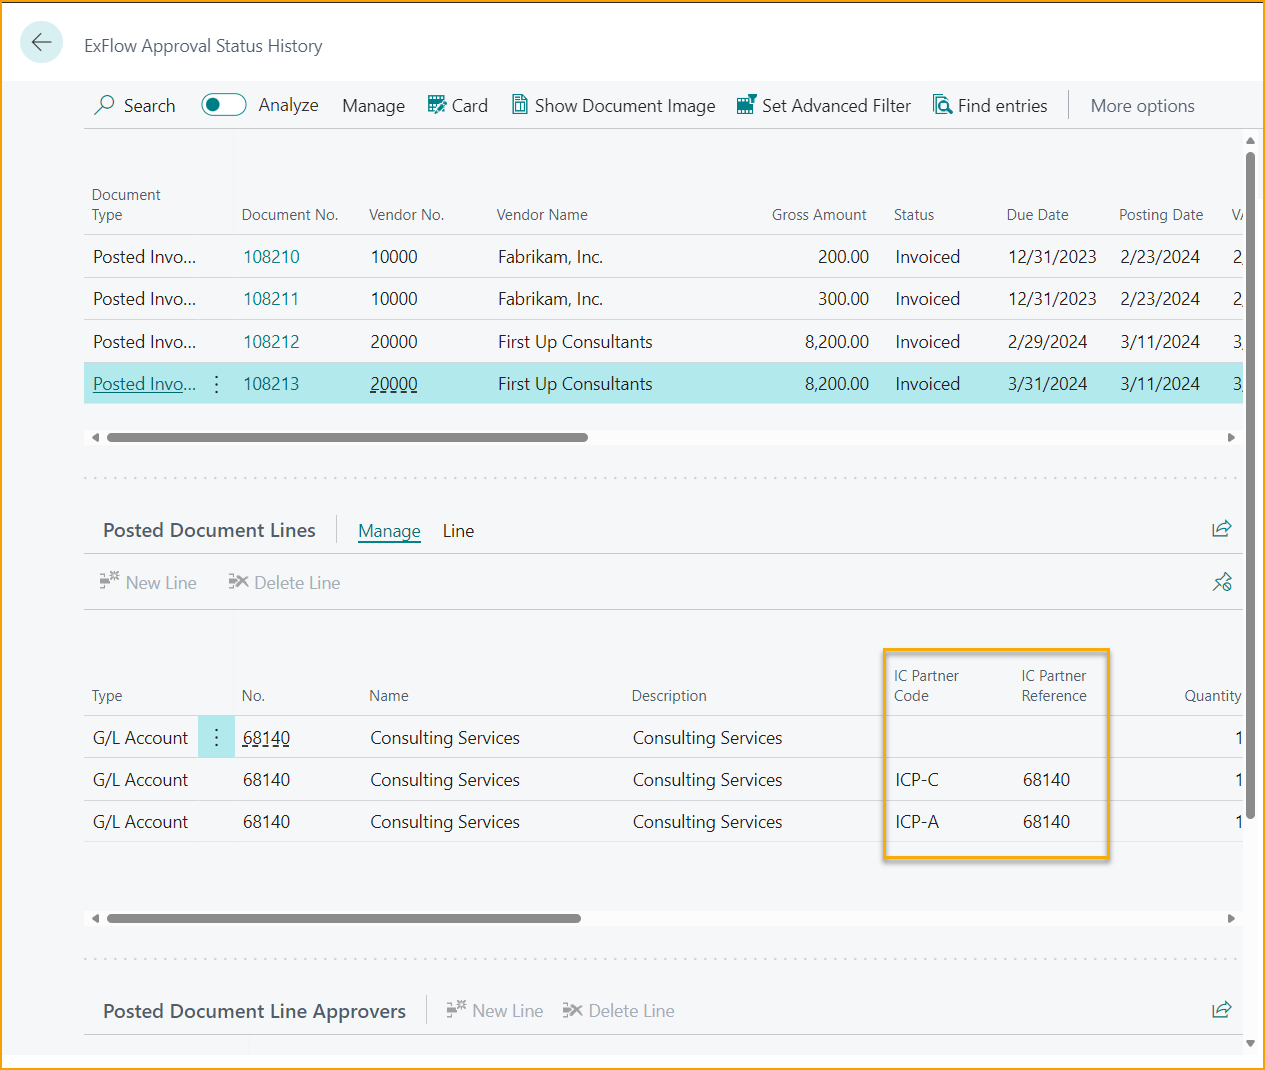 ExFlow Approval Status History
Search Analyze Manage Card Show Document Image Set Advanced Filter Find entries More options
Document Type Document No. Vendor No. Vendor Name Gross Amount Status Due Date Posting Date
Posted Invo... 108210 10000 Fabrikam, Inc. 200.00 Invoiced 12/31/2023 2/23/2024 2
Posted Invo... 108211 10000 Fabrikam, Inc. 300.00 Invoiced 12/31/2023 2/23/2024 2
Posted Invo... 108212 20000 First Up Consultants 8,200.00 Invoiced 2/29/2024 3/11/2024 3
Posted Invo... 108213 20000 First Up Consultants 8,200.00 Invoiced 3/31/2024 3/11/2024 3
Posted Document Lines Manage Line
New Line Delete Line
Type No. Name Description IC Partner Code IC Partner Reference Quantity
G/L Account 68140 Consulting Services Consulting Services 1
G/L Account 68140 Consulting Services Consulting Services ICP-C 68140 1
G/L Account 68140 Consulting Services Consulting Services ICP-A 68140 1
Posted Document Line Approvers New Line Delete Line